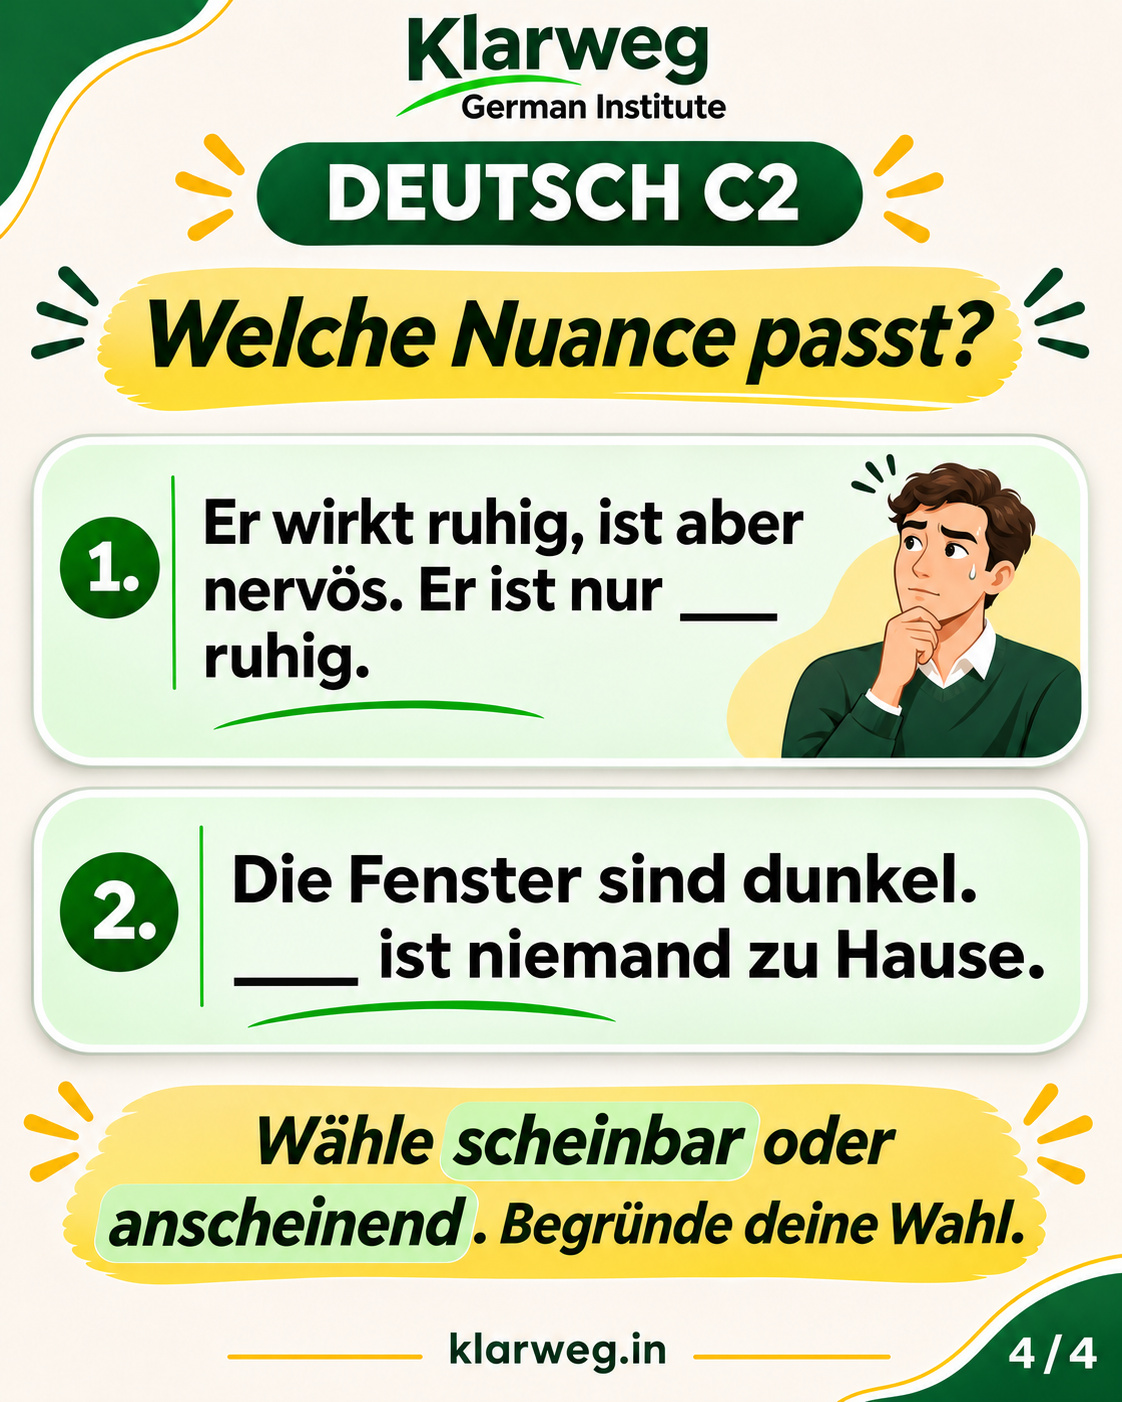 Klarweg
German Institute
DEUTSCH C2
Welche Nuance passt?
1.
Er wirkt ruhig, ist aber
nervös. Er ist nur ___
ruhig.
2.
Die Fenster sind dunkel.
____ ist niemand zu Hause.
Wähle scheinbar oder
anscheinend. Begründe deine Wahl.
klarweg.in
4/4